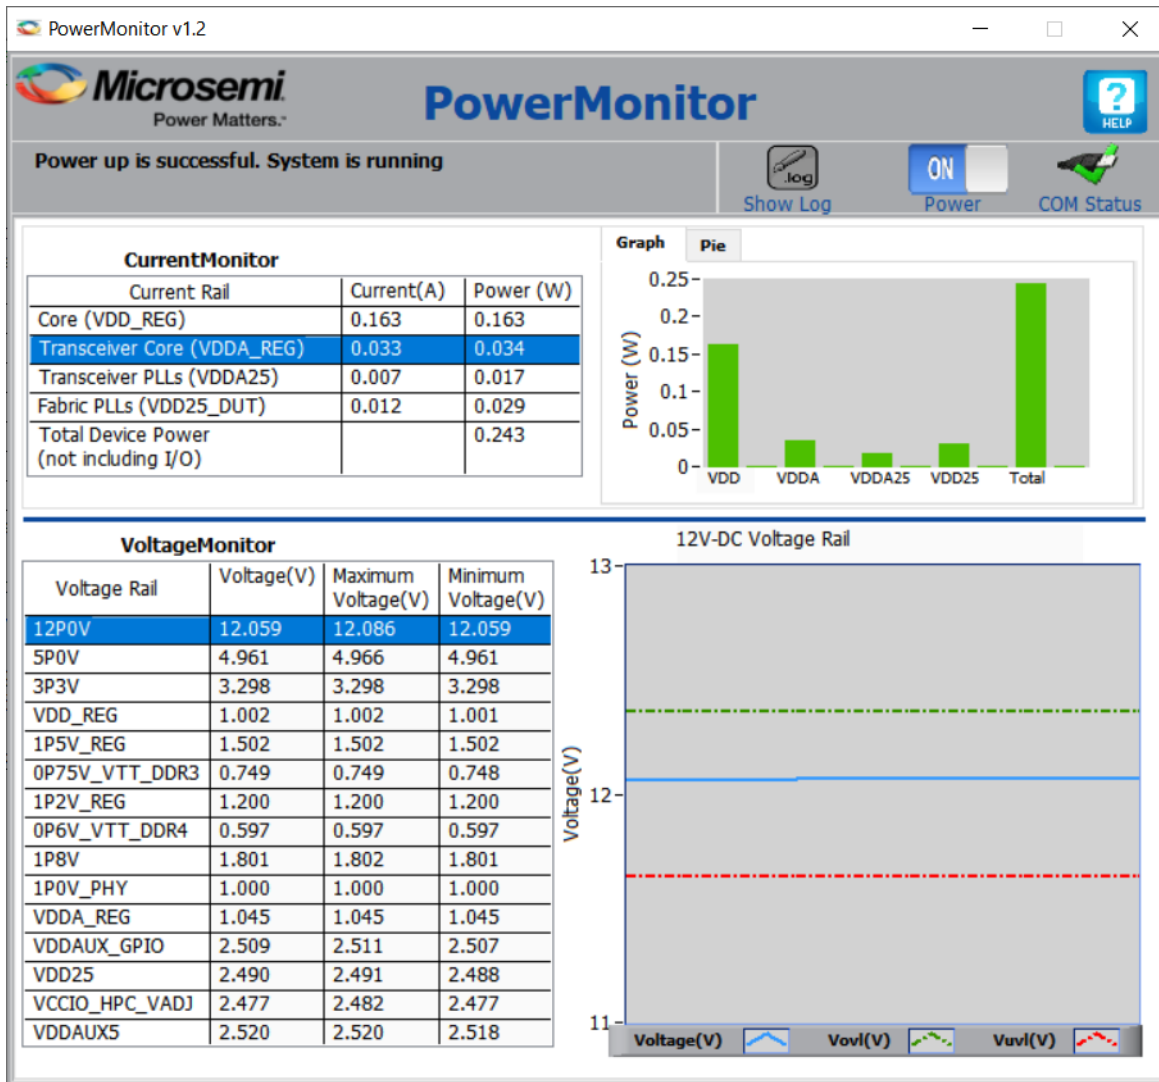 PowerMonitor v1.2
Microsemi
Power Matters.™
PowerMonitor
HELP
Power up is successful. System is running
.log
Show Log
ON
Power
COM Status
CurrentMonitor
Current Rail Current(A) Power (W)
Core (VDD_REG) 0.163 0.163
Transceiver Core (VDDA_REG) 0.033 0.034
Transceiver PLLs (VDDA25) 0.007 0.017
Fabric PLLs (VDD25_DUT) 0.012 0.029
Total Device Power 0.243
(not including I/O)
Graph Pie
Power (W)
0.25
0.2
0.15
0.1
0.05
0
VDD VDDA VDDA25 VDD25 Total
VoltageMonitor
Voltage Rail Voltage(V) Maximum Voltage(V) Minimum Voltage(V)
12P0V 12.059 12.086 12.059
5P0V 4.961 4.966 4.961
3P3V 3.298 3.298 3.298
VDD_REG 1.002 1.002 1.001
1P5V_REG 1.502 1.502 1.502
0P75V_VTT_DDR3 0.749 0.749 0.748
1P2V_REG 1.200 1.200 1.200
0P6V_VTT_DDR4 0.597 0.597 0.597
1P8V 1.801 1.802 1.801
1P0V_PHY 1.000 1.000 1.000
VDDA_REG 1.045 1.045 1.045
VDDAUX_GPIO 2.509 2.511 2.507
VDD25 2.490 2.491 2.488
VCCIO_HPC_VADJ 2.477 2.482 2.477
VDDAUX5 2.520 2.520 2.518
12V-DC Voltage Rail
Voltage(V)
13
12
11
Voltage(V) Vovl(V) Vuvl(V)